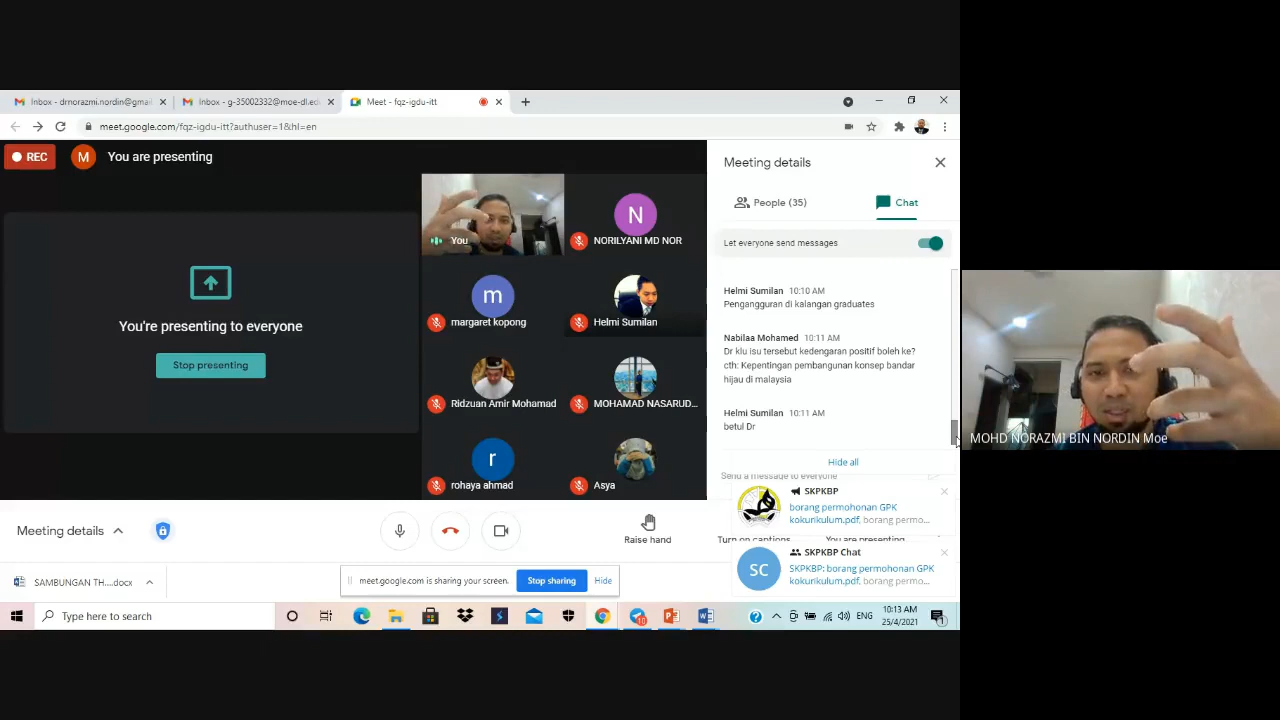 Inbox - drnorazmi.nordin@gmai
Inbox - g-35002332@moe-dl.ed
Meet - fqz-igdu-itt
meet.google.com/fqz-igdu-itt?authuser=1&hl=en
REC
M
You are presenting
You're presenting to everyone
Stop presenting
You
N
NORILYANI MD NOR
m
margaret kopong
Helmi Sumilan
Ridzuan Amir Mohamad
MOHAMAD NASARUD...
r
rohaya ahmad
Asya
Meeting details
People (35)
Chat
Let everyone send messages
Helmi Sumilan 10:10 AM
Pengangguran di kalangan graduates
Nabilaa Mohamed 10:11 AM
Dr klu isu tersebut kedengaran positif boleh ke?
cth: Kepentingan pembangunan konsep bandar
hijau di malaysia
Helmi Sumilan 10:11 AM
betul Dr
Hide all
Send a message to everyone
SKPKBP
borang permohonan GPK
kokurikulum.pdf, borang permo...
SC
SKPKBP Chat
SKPKBP: borang permohonan GPK
kokurikulum.pdf, borang permo...
Meeting details
Raise hand
Turn on captions
You are presenting
SAMBUNGAN TH....docx
meet.google.com is sharing your screen.
Stop sharing
Hide
Type here to search
ENG
10:13 AM
25/4/2021
MOHD NORAZMI BIN NORDIN Moe